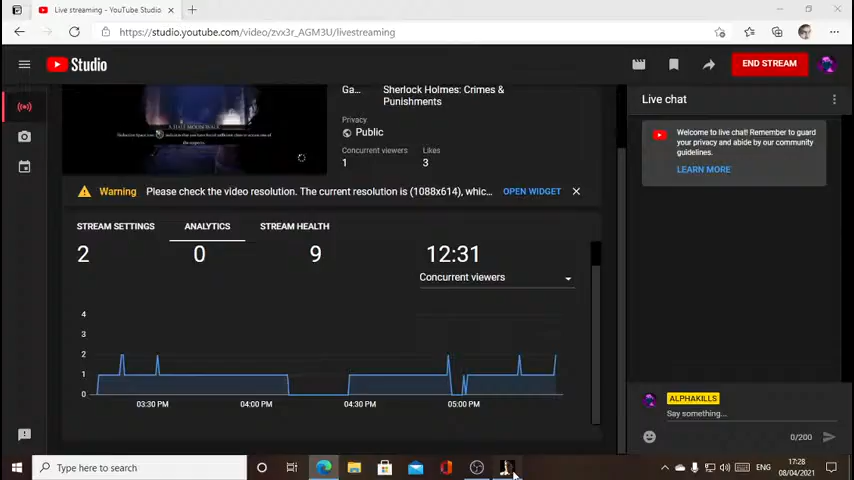 Live streaming - YouTube Studio
https://studio.youtube.com/video/zvx3r_AGM3U/livestreaming
Studio
END STREAM
Ga...
Sherlock Holmes: Crimes &
Punishments
Privacy
Public
Concurrent viewers
Likes
1
3
Warning
Please check the video resolution. The current resolution is (1088x614), whic...
OPEN WIDGET
STREAM SETTINGS
ANALYTICS
STREAM HEALTH
2
0
9
12:31
Concurrent viewers
4
3
2
1
0
03:30 PM
04:00 PM
04:30 PM
05:00 PM
Live chat
Welcome to live chat! Remember to guard
your privacy and abide by our community
guidelines.
LEARN MORE
ALPHAKILLS
Say something...
0/200
Type here to search
ENG
17:28
08/04/2021